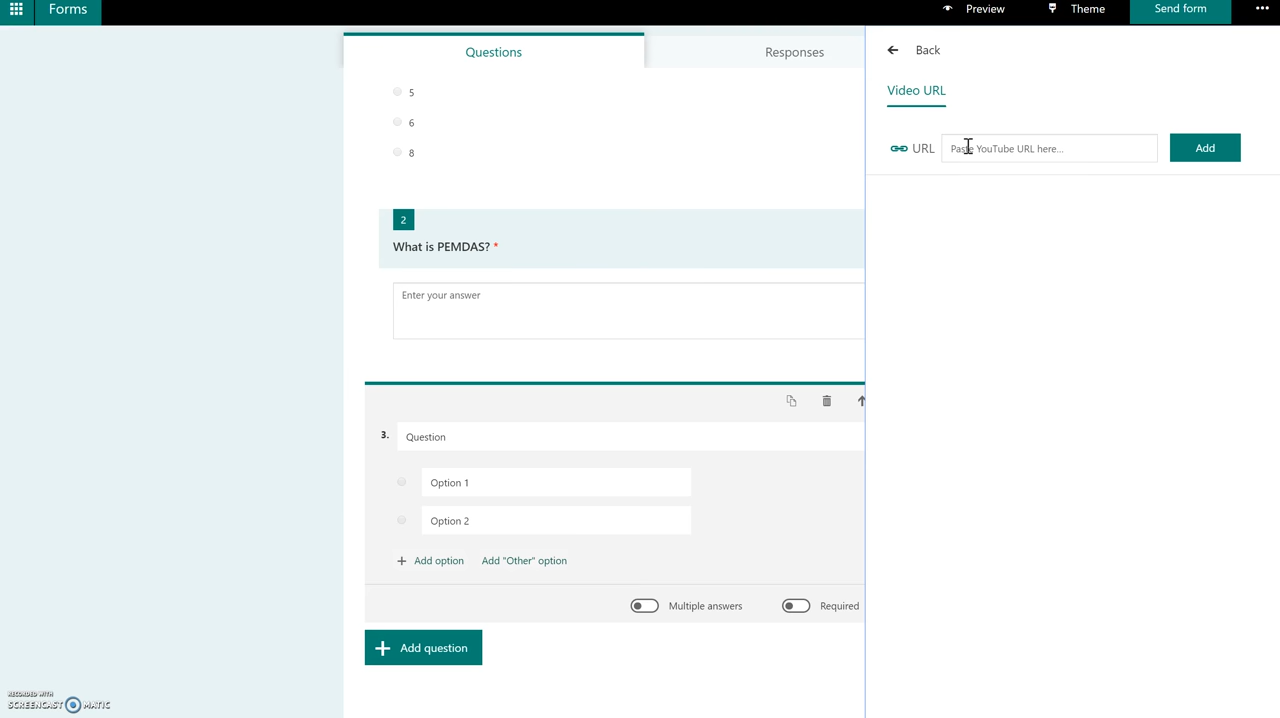 Forms
Preview
Theme
Send form
Questions
Responses
5
6
8
2
What is PEMDAS? *
Enter your answer
3.
Question
Option 1
Option 2
Add option
Add "Other" option
Multiple answers
Required
Add question
Back
Video URL
URL
Paste YouTube URL here...
Add
RECORDED WITH
SCREENCAST MATIC